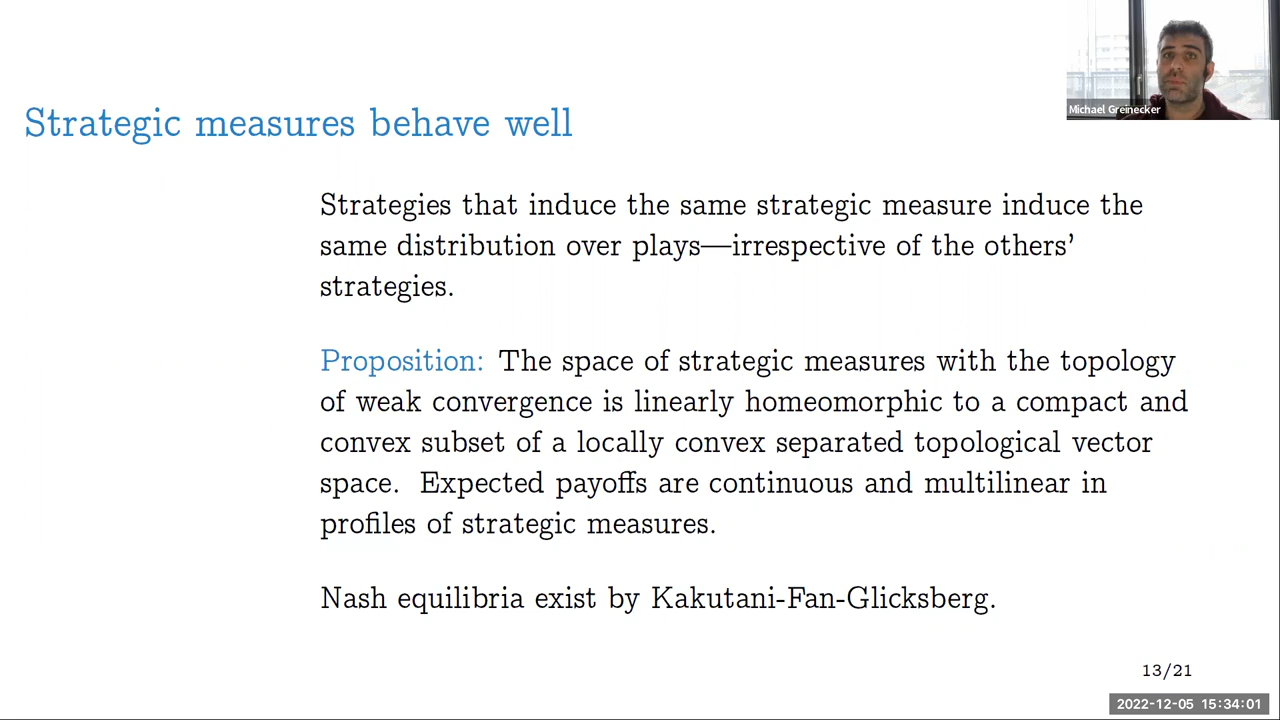 Michael Greinecker
Strategic measures behave well
Strategies that induce the same strategic measure induce the
same distribution over plays—irrespective of the others’
strategies.
Proposition: The space of strategic measures with the topology
of weak convergence is linearly homeomorphic to a compact and
convex subset of a locally convex separated topological vector
space. Expected payoffs are continuous and multilinear in
profiles of strategic measures.
Nash equilibria exist by Kakutani-Fan-Glicksberg.
13/21
2022-12-05 15:34:01